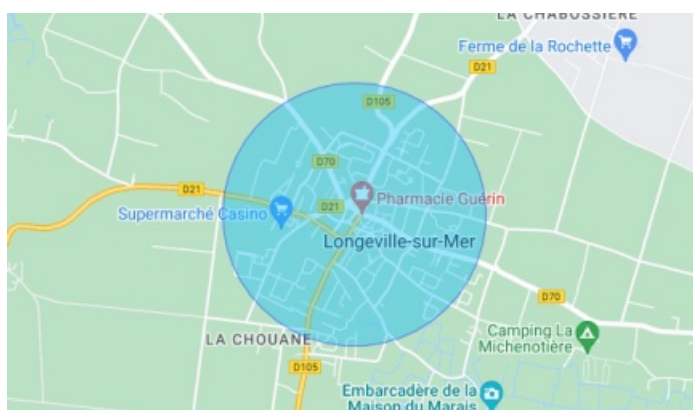 LA CHABOSSIÈRE
Ferme de la Rochette
D21
D105
D70
D21
D21
Pharmacie Guérin
Supermarché Casino
Longeville-sur-Mer
D70
Camping La
Michenotière
LA CHOUANE
D105
Embarcadère de la
Maison du Marais